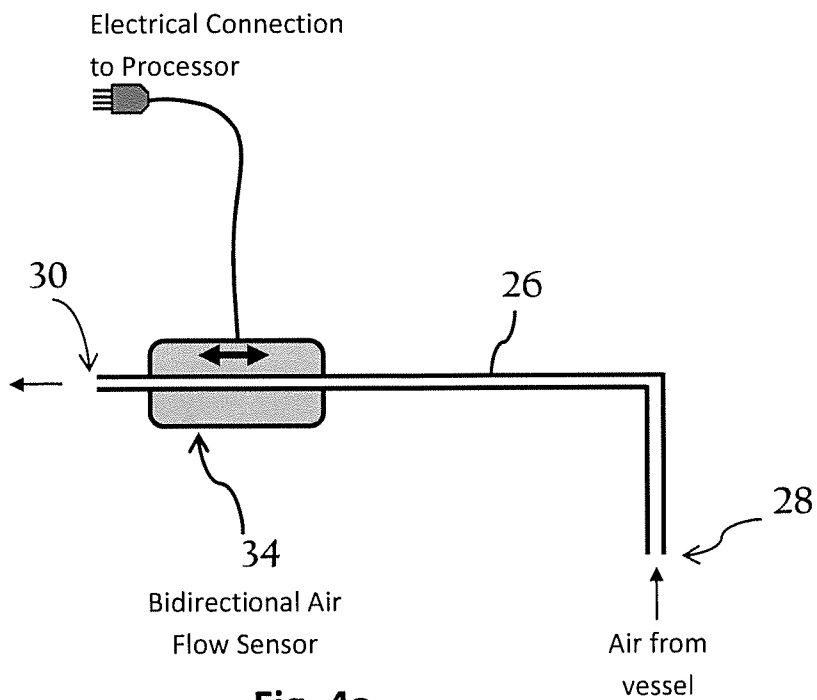 Electrical Connection
to Processor
30
26
28
34
Bidirectional Air
Flow Sensor
Air from
vessel